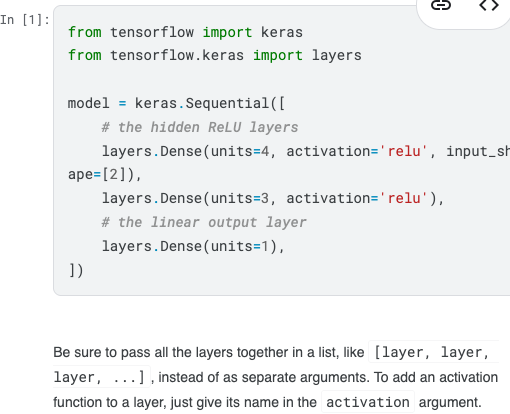 In [1]:
from tensorflow import keras
from tensorflow.keras import layers
model = keras.Sequential([
# the hidden ReLU layers
layers.Dense(units=4, activation='relu', input_sh
ape=[2]),
layers.Dense(units=3, activation='relu'),
# the linear output layer
layers.Dense(units=1),
])
Be sure to pass all the layers together in a list, like [layer, layer,
layer, ...] , instead of as separate arguments. To add an activation
function to a layer, just give its name in the activation argument.